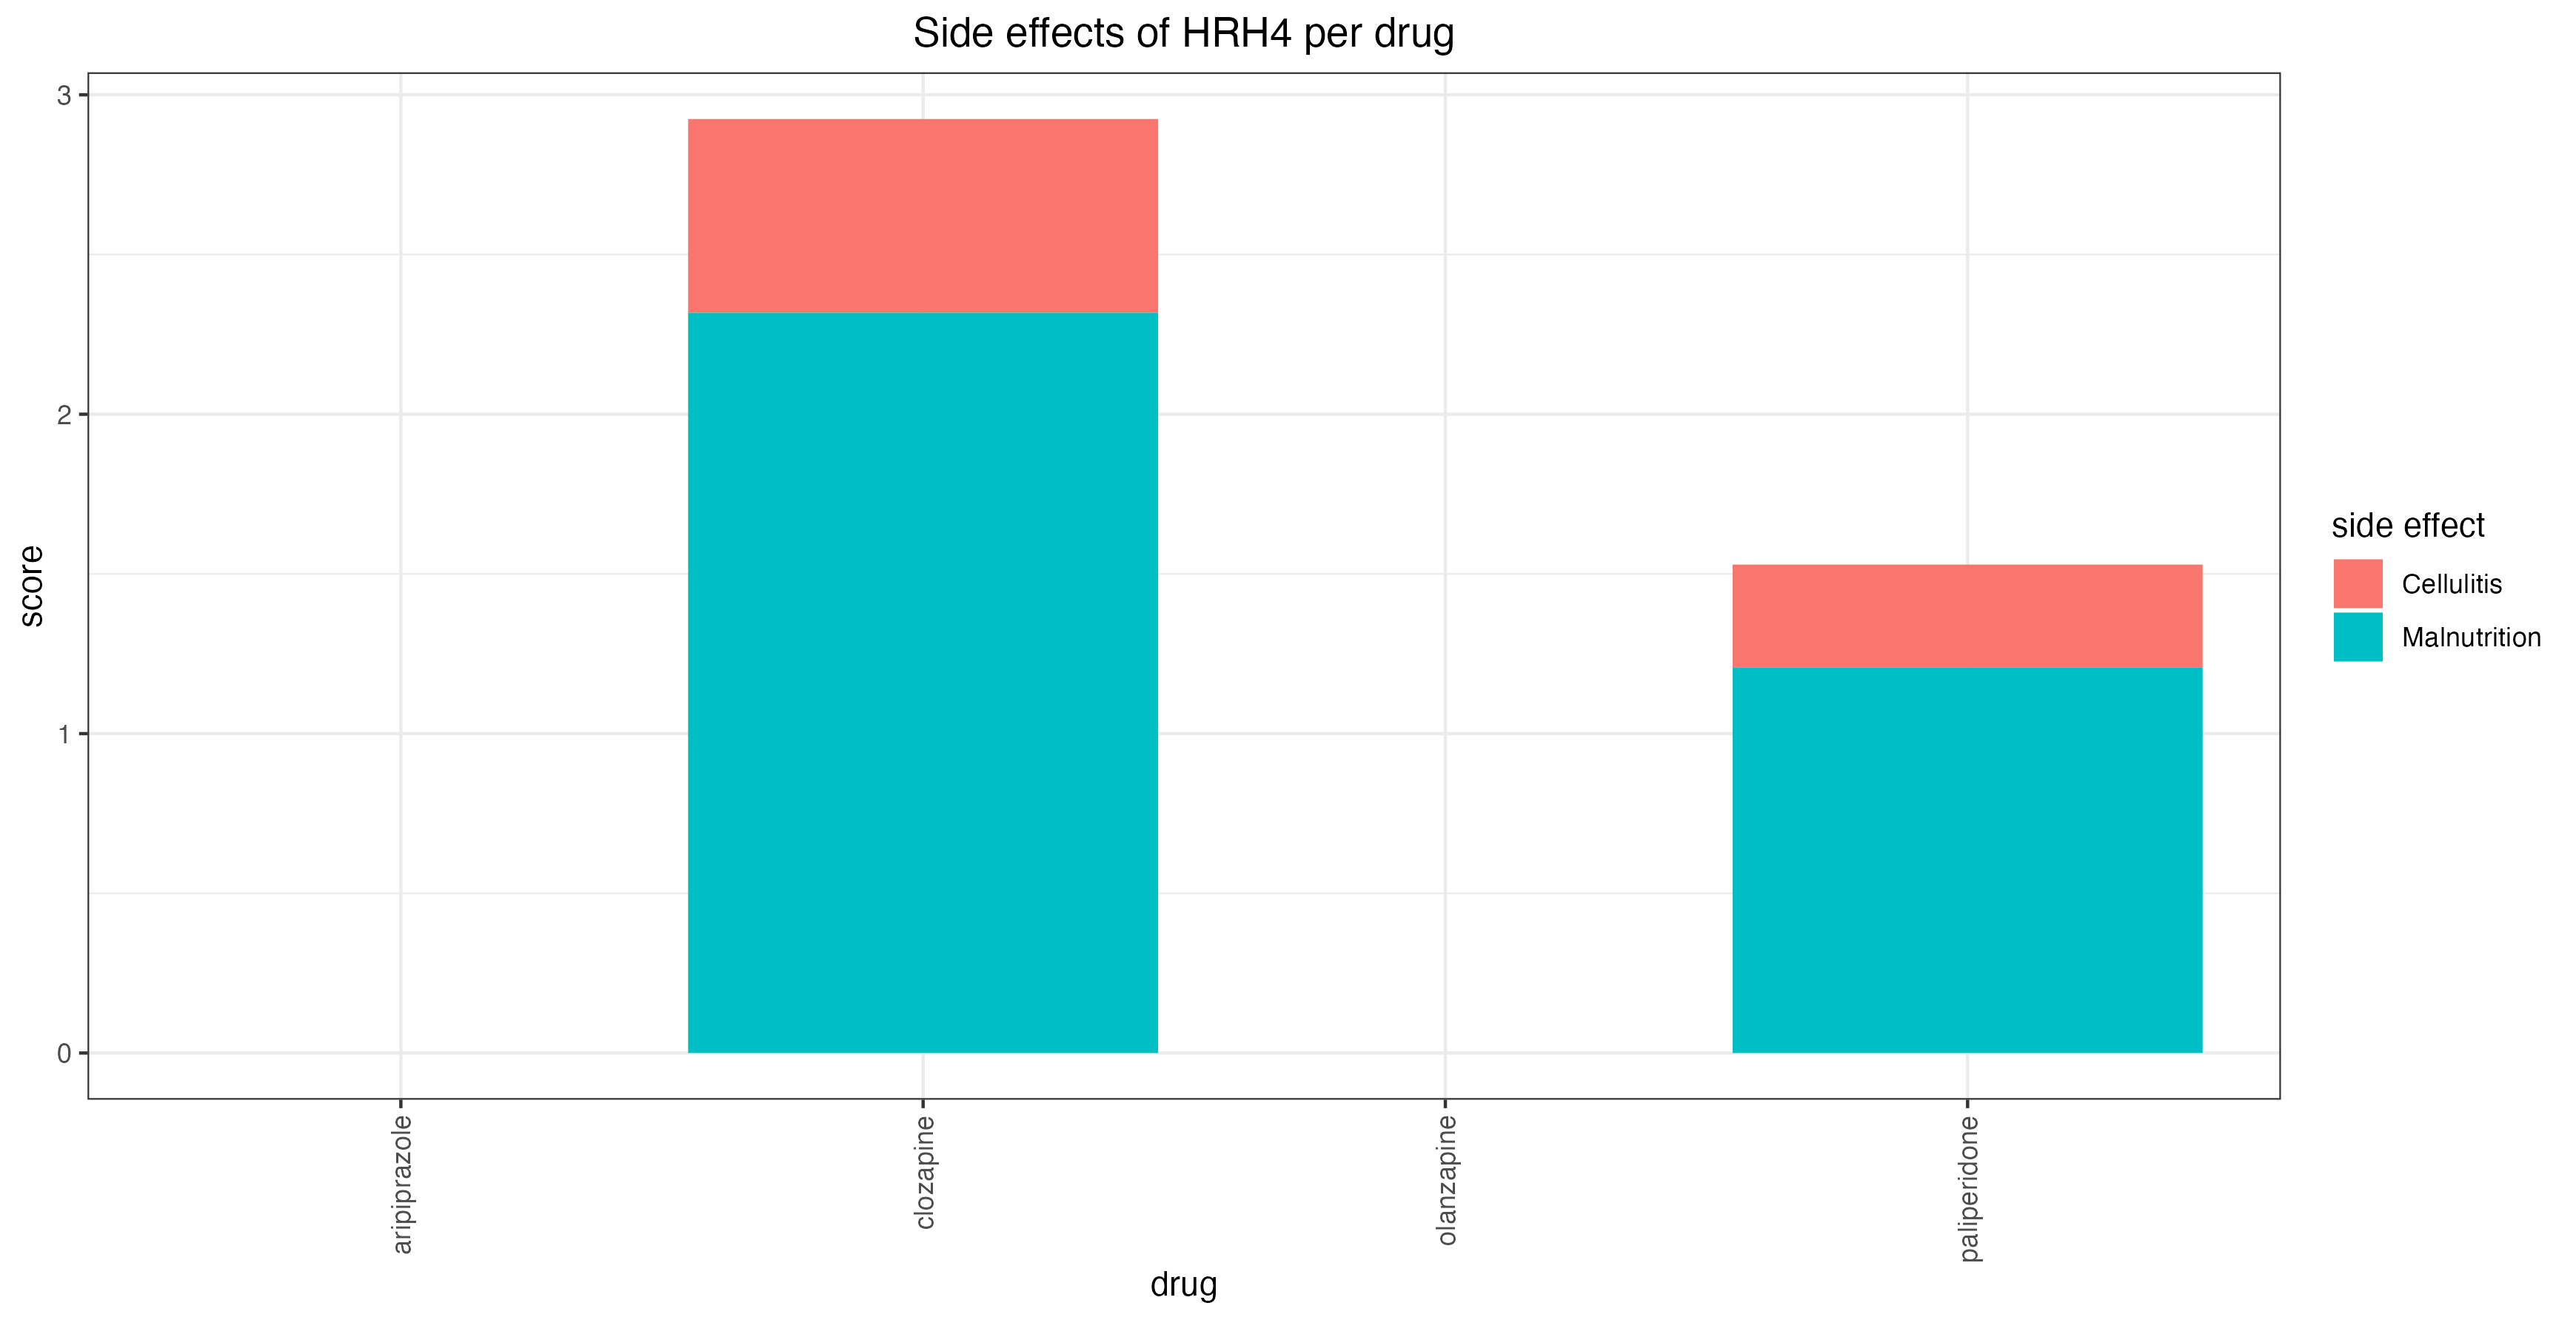 Side effects of HRH4 per drug
score
3
2
1
0
aripiprazole
clozapine
olanzapine
paliperidone
drug
side effect
Cellulitis
Malnutrition